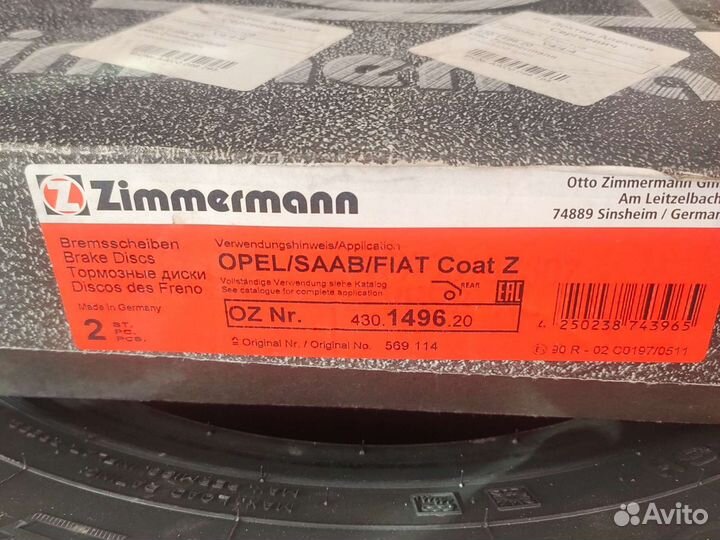 Zimmermann
Otto Zimmermann
Am Leitzelbach
74889 Sinsheim / German
Bremsscheiben
Brake Discs
Тормозные диски
Discos des Freno
Made in Germany
2 ST.
PC.
PCS.
Verwendungshinweis/Application
OPEL/SAAB/FIAT Coat Z
Vollständige Verwendung siehe Katalog
See catalogue for complete application
REAR
EAC
OZ Nr. 430.1496.20
Original Nr. / Original No. 569 114
4 250238 743965
90 R - 02 C0197/0511
Avito